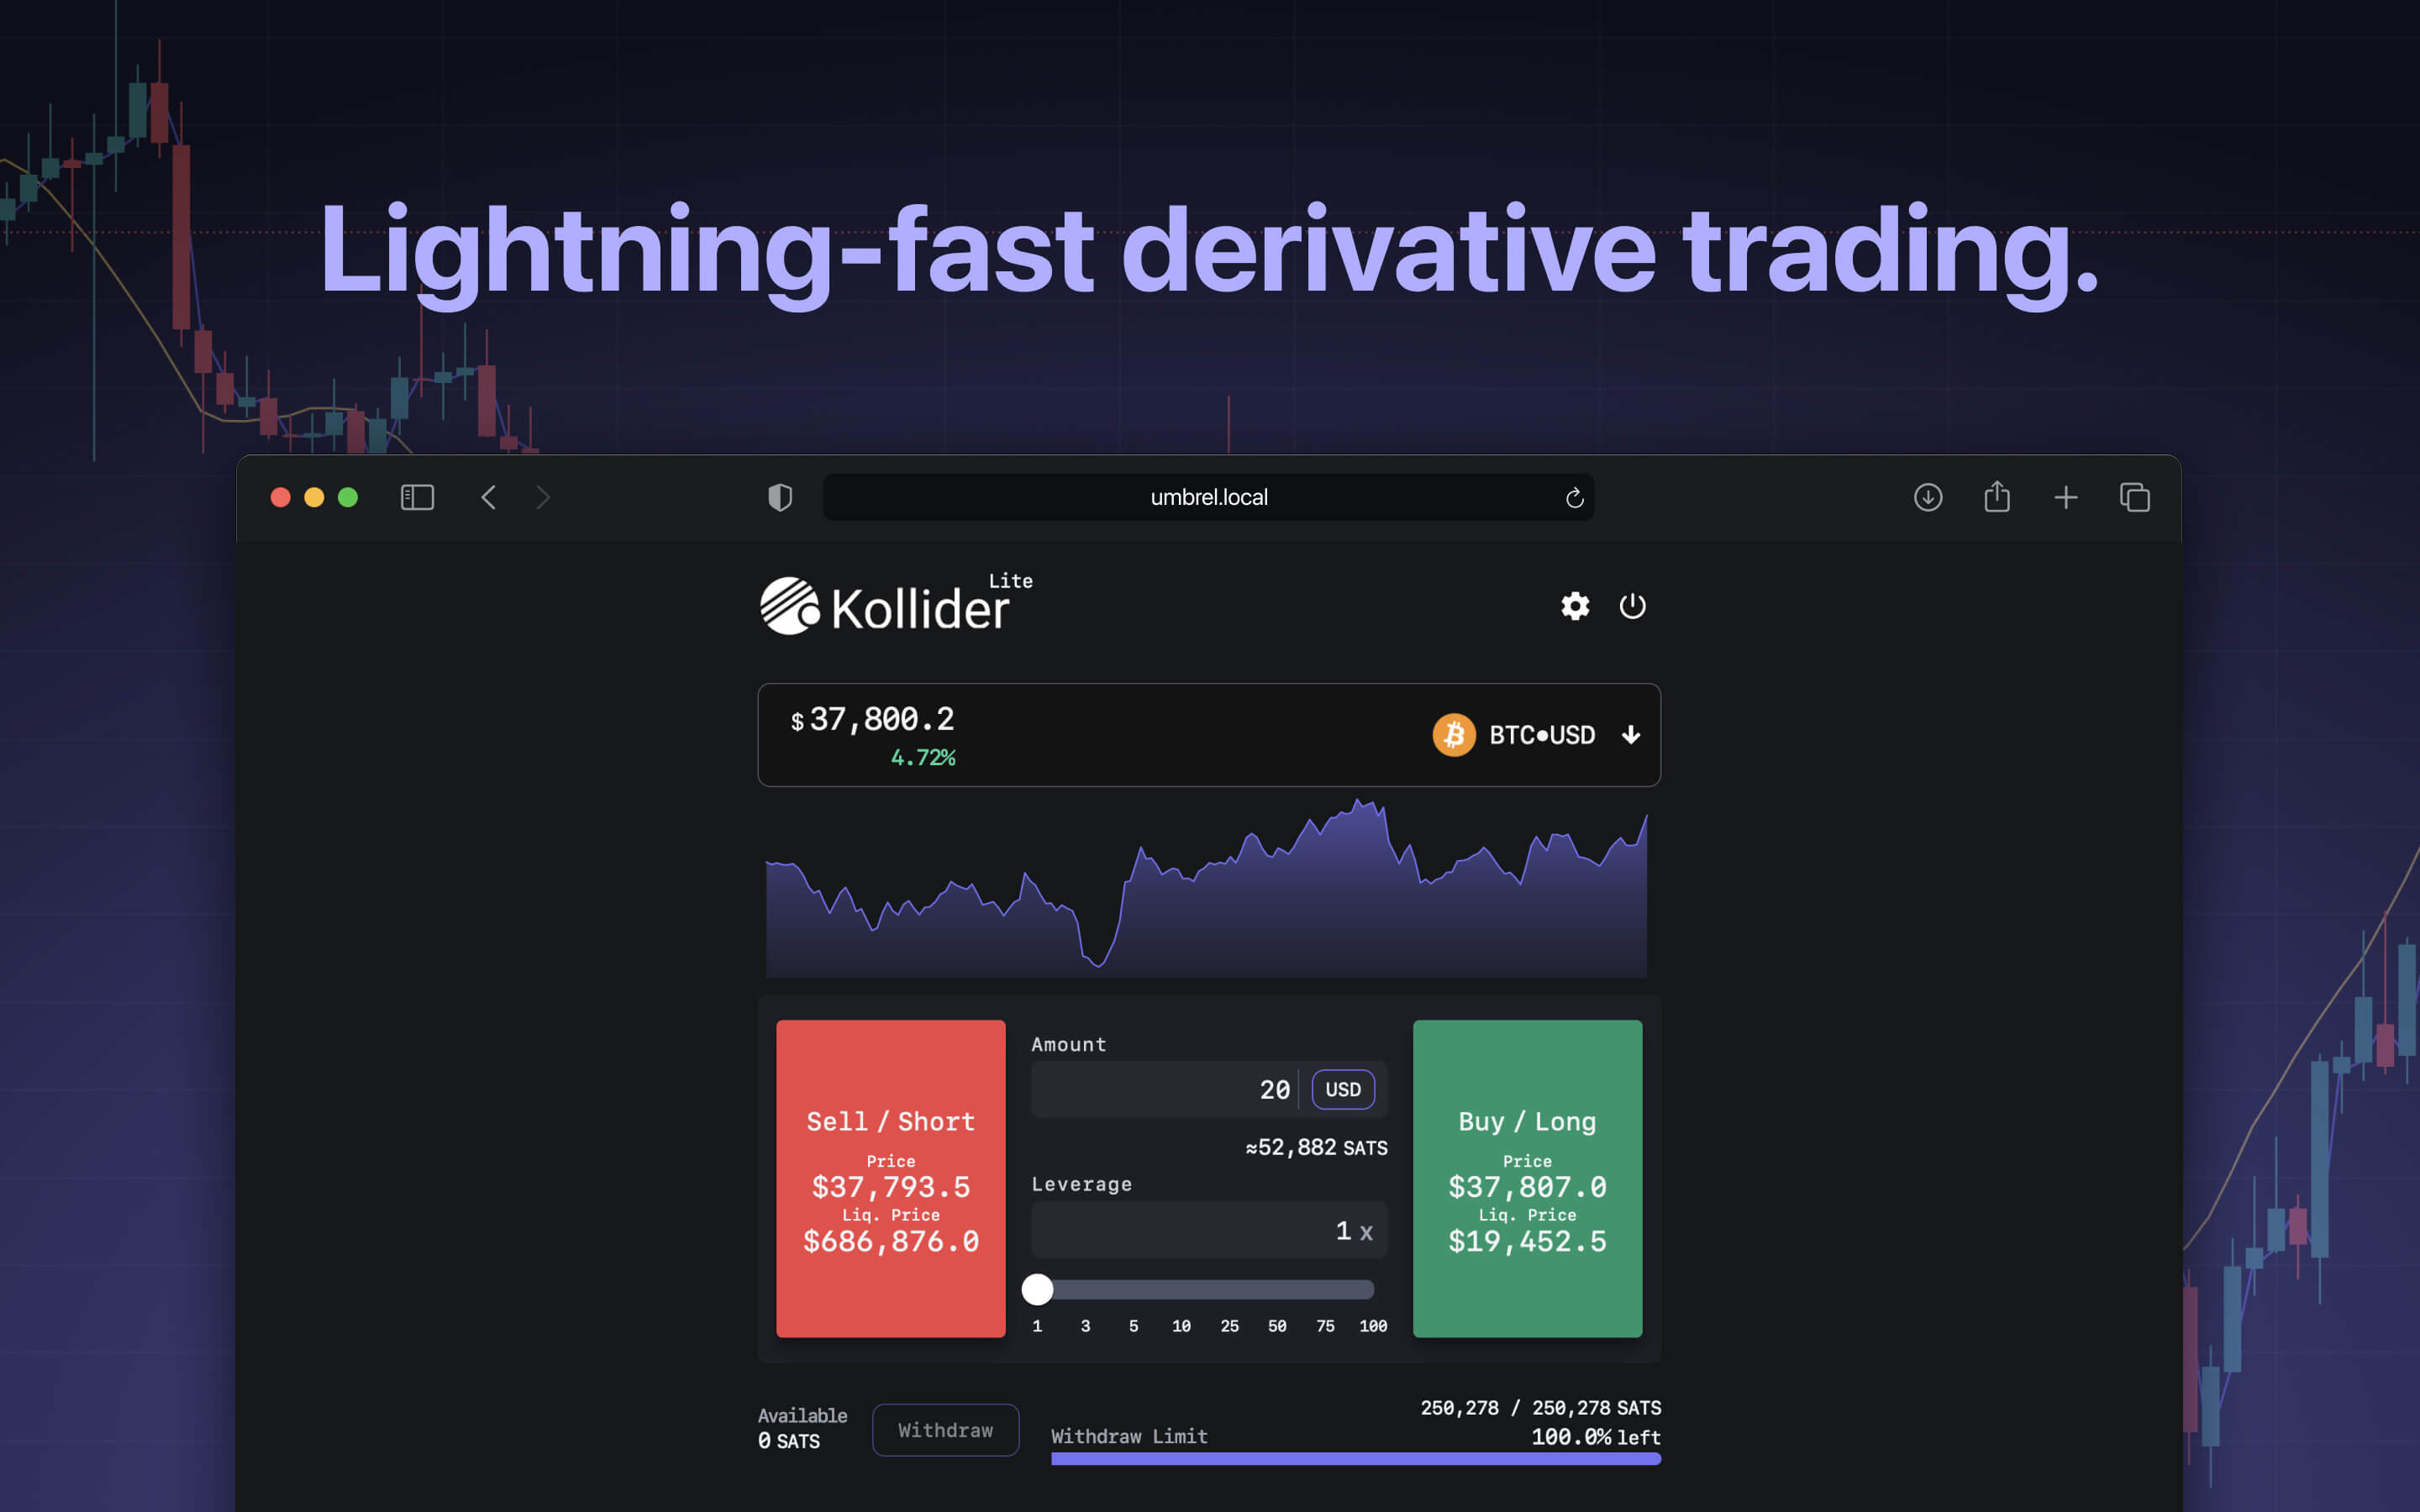 Lightning-fast derivative trading.
umbrel.local
Kollider Lite
$37,800.2
4.72%
BTC●USD
Sell / Short
Price
$37,793.5
Liq. Price
$686,876.0
Amount
20 USD
≈52,882 SATS
Leverage
1 x
1 3 5 10 25 50 75 100
Buy / Long
Price
$37,807.0
Liq. Price
$19,452.5
Available
0 SATS
Withdraw
Withdraw Limit
250,278 / 250,278 SATS
100.0% left